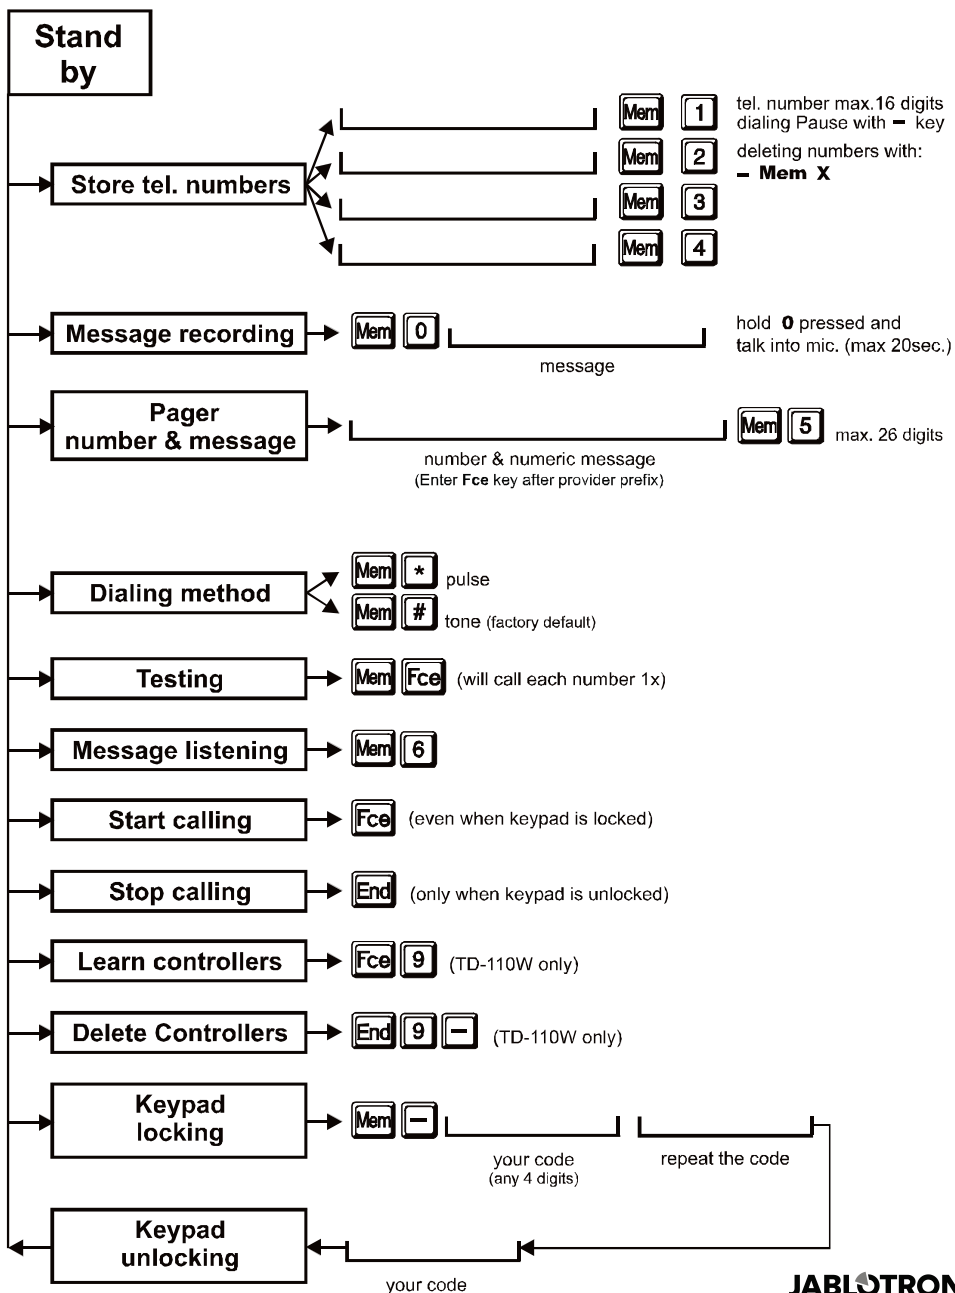 Stand
by
Mem 1 tel. number max.16 digits
dialing Pause with – key
Mem 2 deleting numbers with:
– Mem X
Store tel. numbers
Mem 3
Mem 4
Message recording Mem 0 hold 0 pressed and
talk into mic. (max 20sec.)
message
Pager
number & message Mem 5 max. 26 digits
number & numeric message
(Enter Fce key after provider prefix)
Dialing method
Mem * pulse
Mem # tone (factory default)
Testing Mem Fce (will call each number 1x)
Message listening Mem 6
Start calling Fce (even when keypad is locked)
Stop calling End (only when keypad is unlocked)
Learn controllers Fce 9 (TD-110W only)
Delete Controllers End 9 – (TD-110W only)
Keypad
locking Mem –
your code
(any 4 digits)
repeat the code
Keypad
unlocking
your code
JABLOTRON